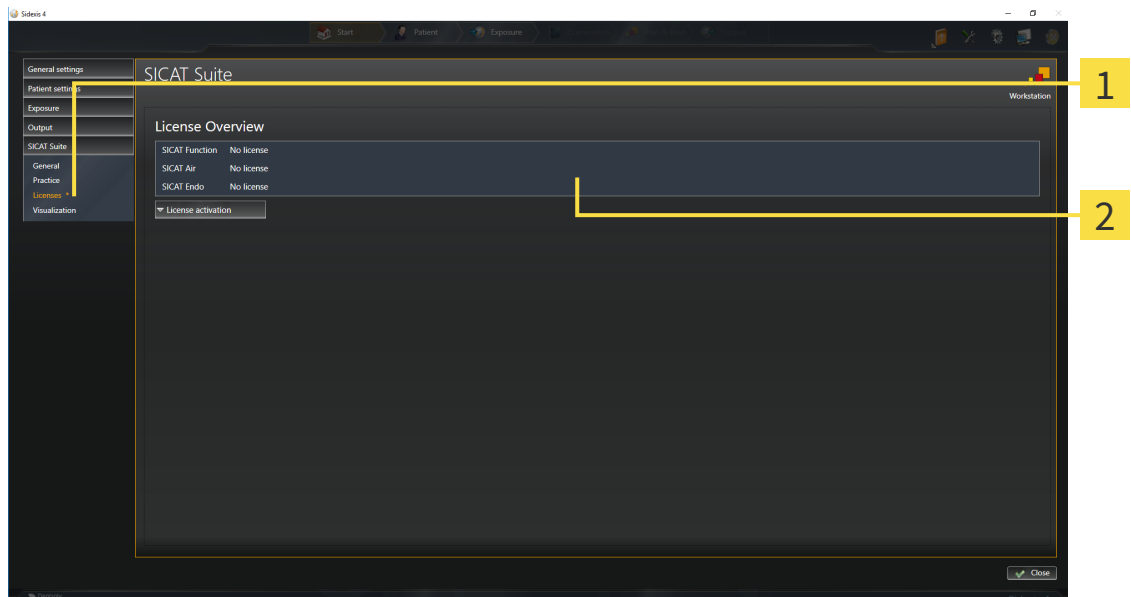 Sidexis 4
Start Patient Exposure
General settings
Patient settings
Exposure
Output
SICAT Suite
General
Practice
Licenses *
Visualization
SICAT Suite
Workstation
License Overview
SICAT Function No license
SICAT Air No license
SICAT Endo No license
License activation
Close
1
2